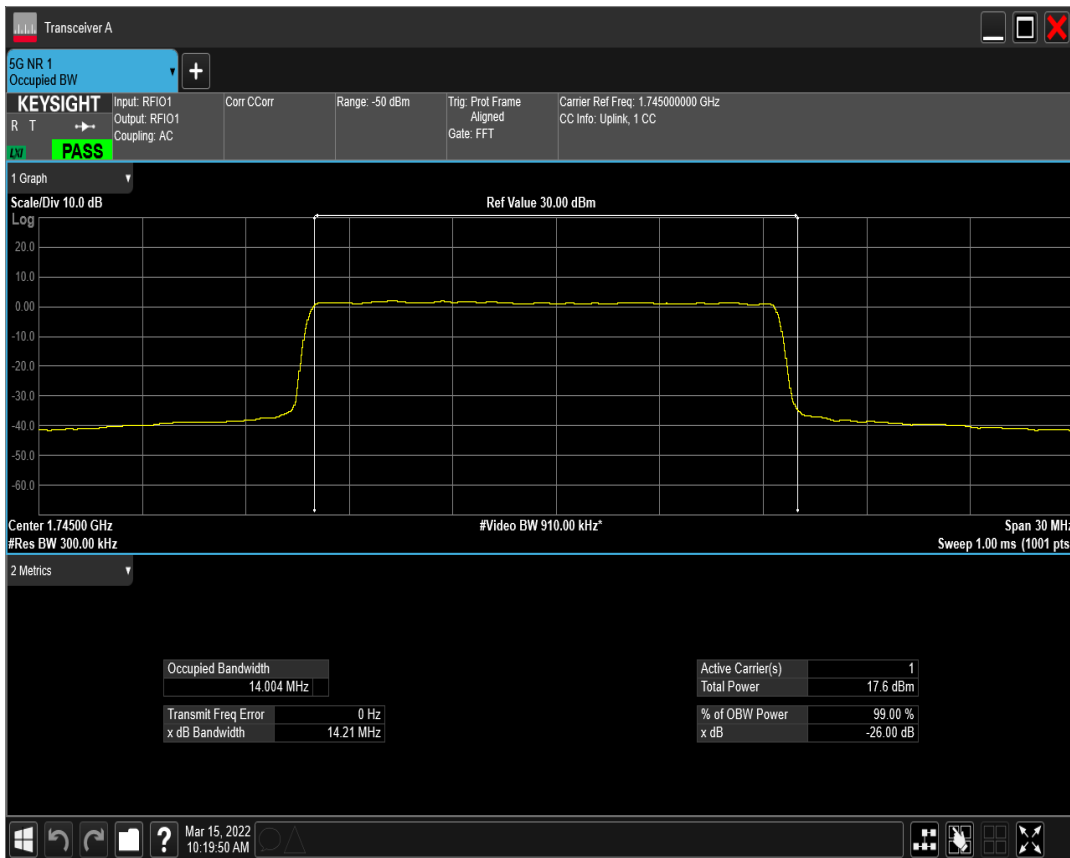 Transceiver A
5G NR 1
Occupied BW
+
KEYSIGHT
R T
LXI
PASS
Input: RFIO1
Output: RFIO1
Coupling: AC
Corr CCorr
Range: -50 dBm
Trig: Prot Frame
Aligned
Gate: FFT
Carrier Ref Freq: 1.745000000 GHz
CC Info: Uplink, 1 CC
1 Graph
Scale/Div 10.0 dB
Ref Value 30.00 dBm
Log
20.0
10.0
0.00
-10.0
-20.0
-30.0
-40.0
-50.0
-60.0
Center 1.74500 GHz
#Video BW 910.00 kHz*
Span 30 MHz
#Res BW 300.00 kHz
Sweep 1.00 ms (1001 pts
2 Metrics
Occupied Bandwidth
14.004 MHz
Transmit Freq Error 0 Hz
x dB Bandwidth 14.21 MHz
Active Carrier(s) 1
Total Power 17.6 dBm
% of OBW Power 99.00 %
x dB -26.00 dB
?
Mar 15, 2022
10:19:50 AM